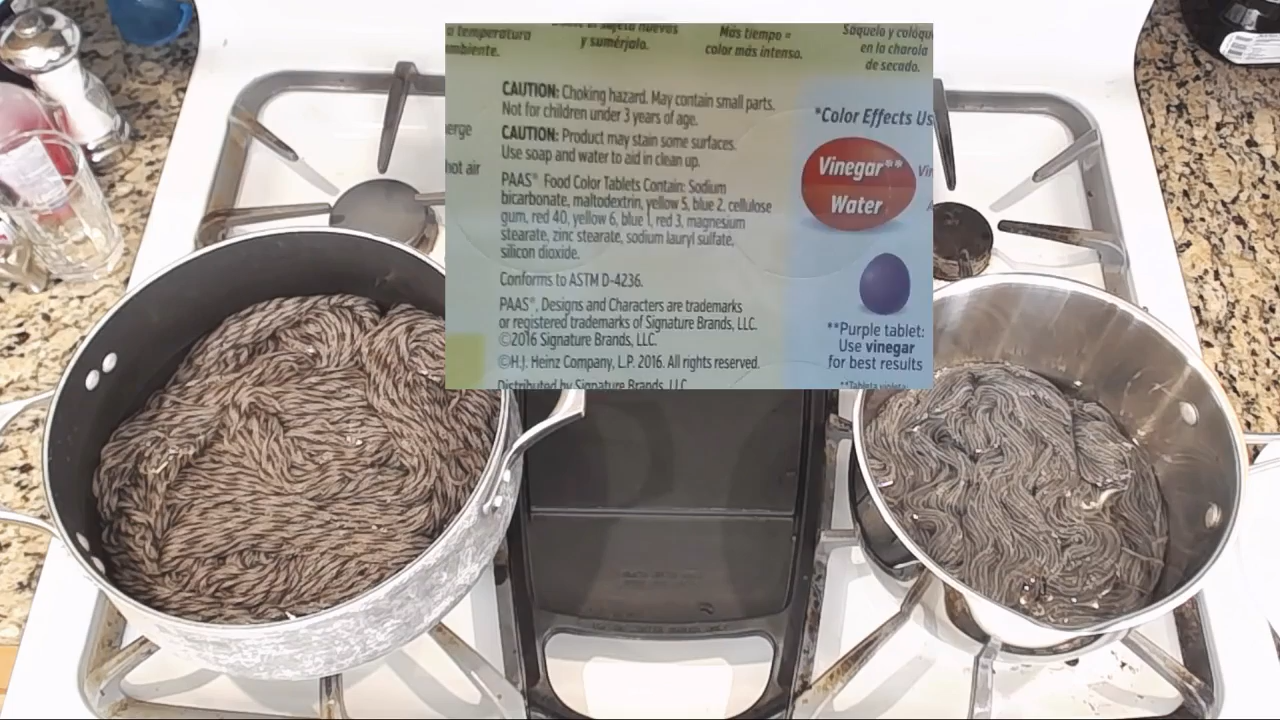 a temperatura
ambiente.
y sumérjalo.
Más tiempo =
color más intenso.
Sáquelo y colóqu
en la charola
de secado.
CAUTION: Choking hazard. May contain small parts.
Not for children under 3 years of age.
CAUTION: Product may stain some surfaces.
Use soap and water to aid in clean up.
PAAS® Food Color Tablets Contain: Sodium
bicarbonate, maltodextrin, yellow 5, blue 2, cellulose
gum, red 40, yellow 6, blue 1, red 3, magnesium
stearate, zinc stearate, sodium lauryl sulfate,
silicon dioxide.
Conforms to ASTM D-4236.
PAAS®, Designs and Characters are trademarks
or registered trademarks of Signature Brands, LLC.
©2016 Signature Brands, LLC.
©H.J. Heinz Company, L.P. 2016. All rights reserved.
Distributed by Signature Brands, LLC
erge
hot air
*Color Effects Us
Vinegar**
Water
Vin
**Purple tablet:
Use vinegar
for best results
**Tableta violeta: